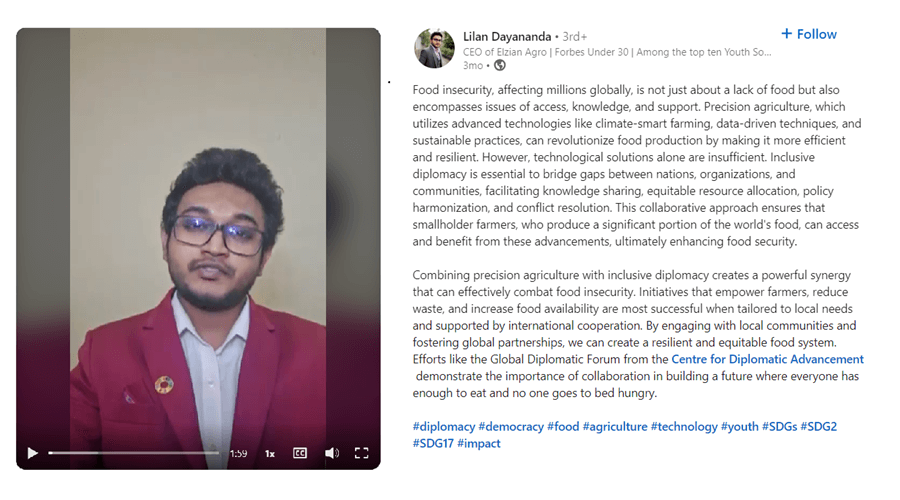 Lilan Dayananda • 3rd+
+ Follow
CEO of Elzian Agro | Forbes Under 30 | Among the top ten Youth So...
3mo •
Food insecurity, affecting millions globally, is not just about a lack of food but also
encompasses issues of access, knowledge, and support. Precision agriculture, which
utilizes advanced technologies like climate-smart farming, data-driven techniques, and
sustainable practices, can revolutionize food production by making it more efficient
and resilient. However, technological solutions alone are insufficient. Inclusive
diplomacy is essential to bridge gaps between nations, organizations, and
communities, facilitating knowledge sharing, equitable resource allocation, policy
harmonization, and conflict resolution. This collaborative approach ensures that
smallholder farmers, who produce a significant portion of the world's food, can access
and benefit from these advancements, ultimately enhancing food security.
Combining precision agriculture with inclusive diplomacy creates a powerful synergy
that can effectively combat food insecurity. Initiatives that empower farmers, reduce
waste, and increase food availability are most successful when tailored to local needs
and supported by international cooperation. By engaging with local communities and
fostering global partnerships, we can create a resilient and equitable food system.
Efforts like the Global Diplomatic Forum from the Centre for Diplomatic Advancement
demonstrate the importance of collaboration in building a future where everyone has
enough to eat and no one goes to bed hungry.
#diplomacy #democracy #food #agriculture #technology #youth #SDGs #SDG2
#SDG17 #impact
1:59 1x CC